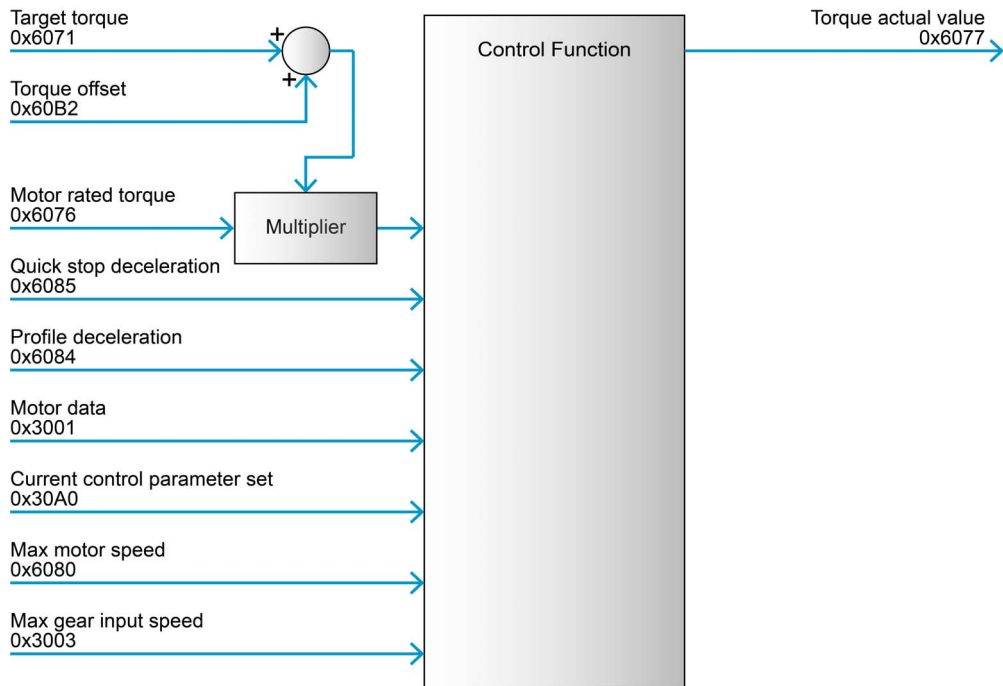 Target torque
0x6071
+
+
Torque offset
0x60B2
Motor rated torque
0x6076
Multiplier
Quick stop deceleration
0x6085
Profile deceleration
0x6084
Motor data
0x3001
Current control parameter set
0x30A0
Max motor speed
0x6080
Max gear input speed
0x3003
Control Function
Torque actual value
0x6077